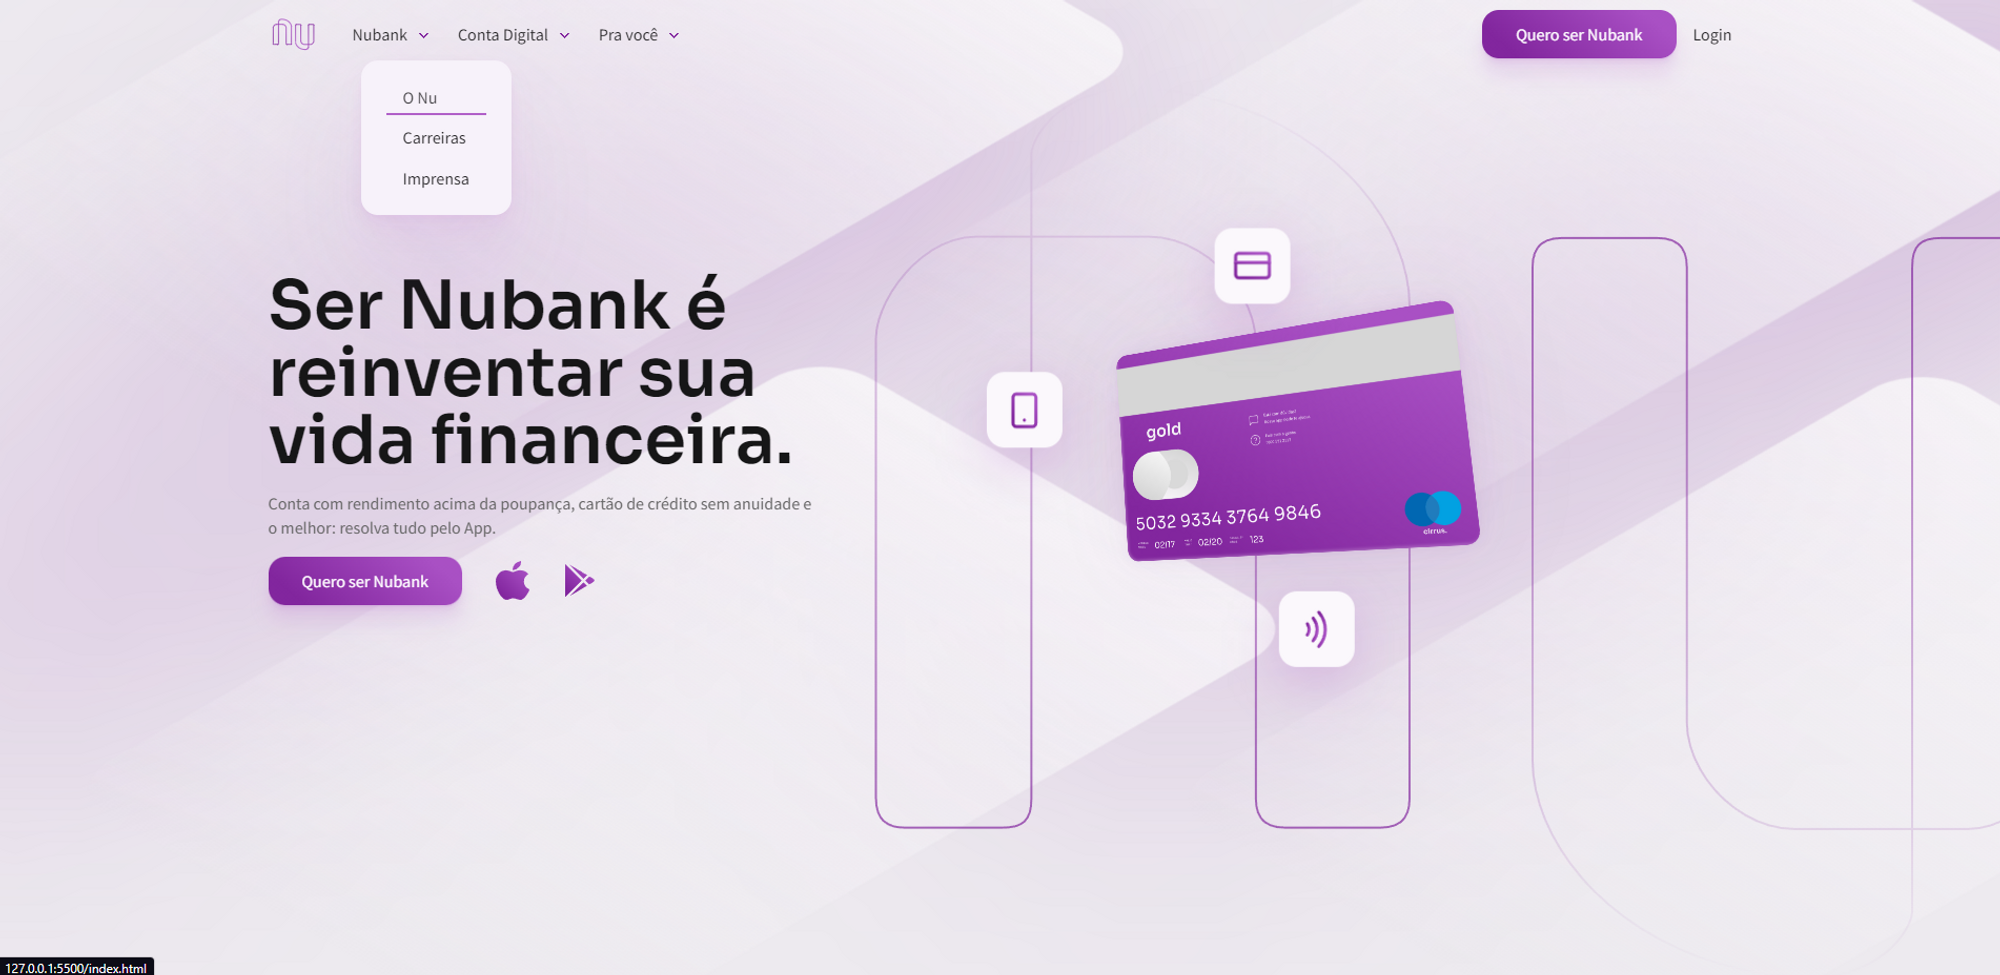 nu
Nubank
Conta Digital
Pra você
Quero ser Nubank
Login
O Nu
Carreiras
Imprensa
Ser Nubank é
reinventar sua
vida financeira.
Conta com rendimento acima da poupança, cartão de crédito sem anuidade e
o melhor: resolva tudo pelo App.
Quero ser Nubank
gold
5032 9334 3764 9846
02/17
02/20
123
cirrus.
127.0.0.1:5500/index.html